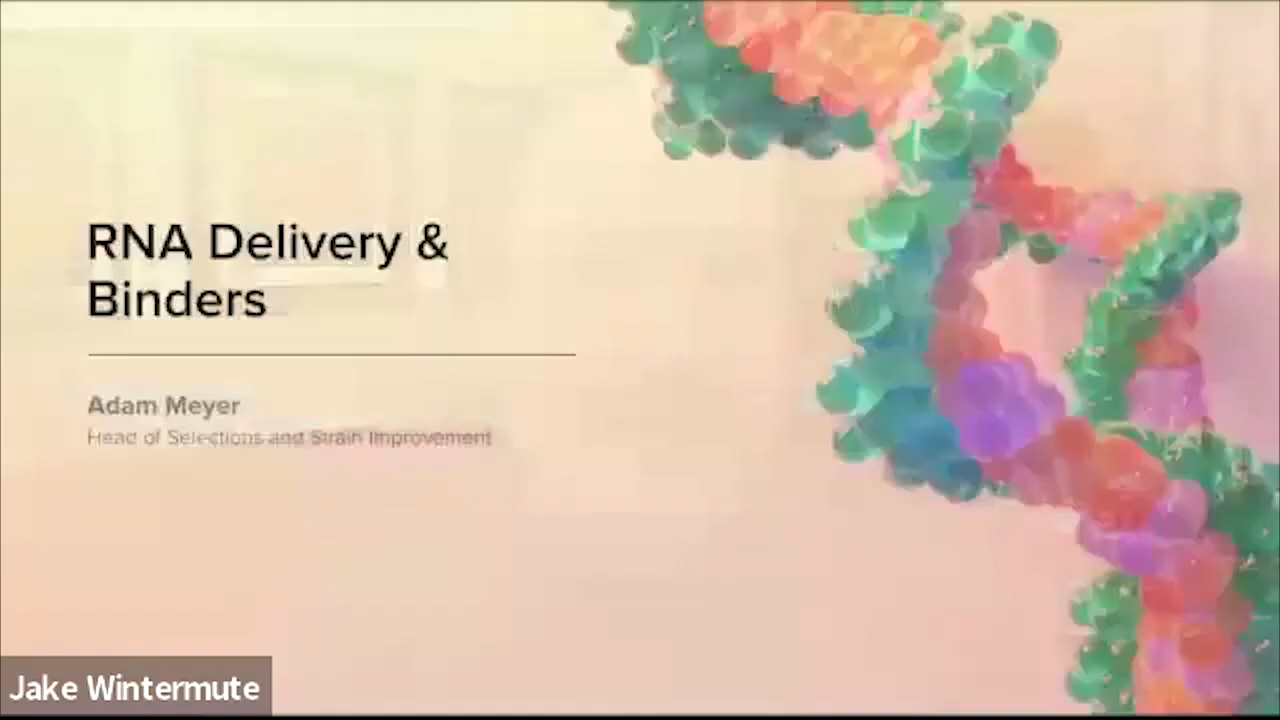 RNA Delivery &
Binders
Adam Meyer
Head of Selections and Strain Improvement
Jake Wintermute